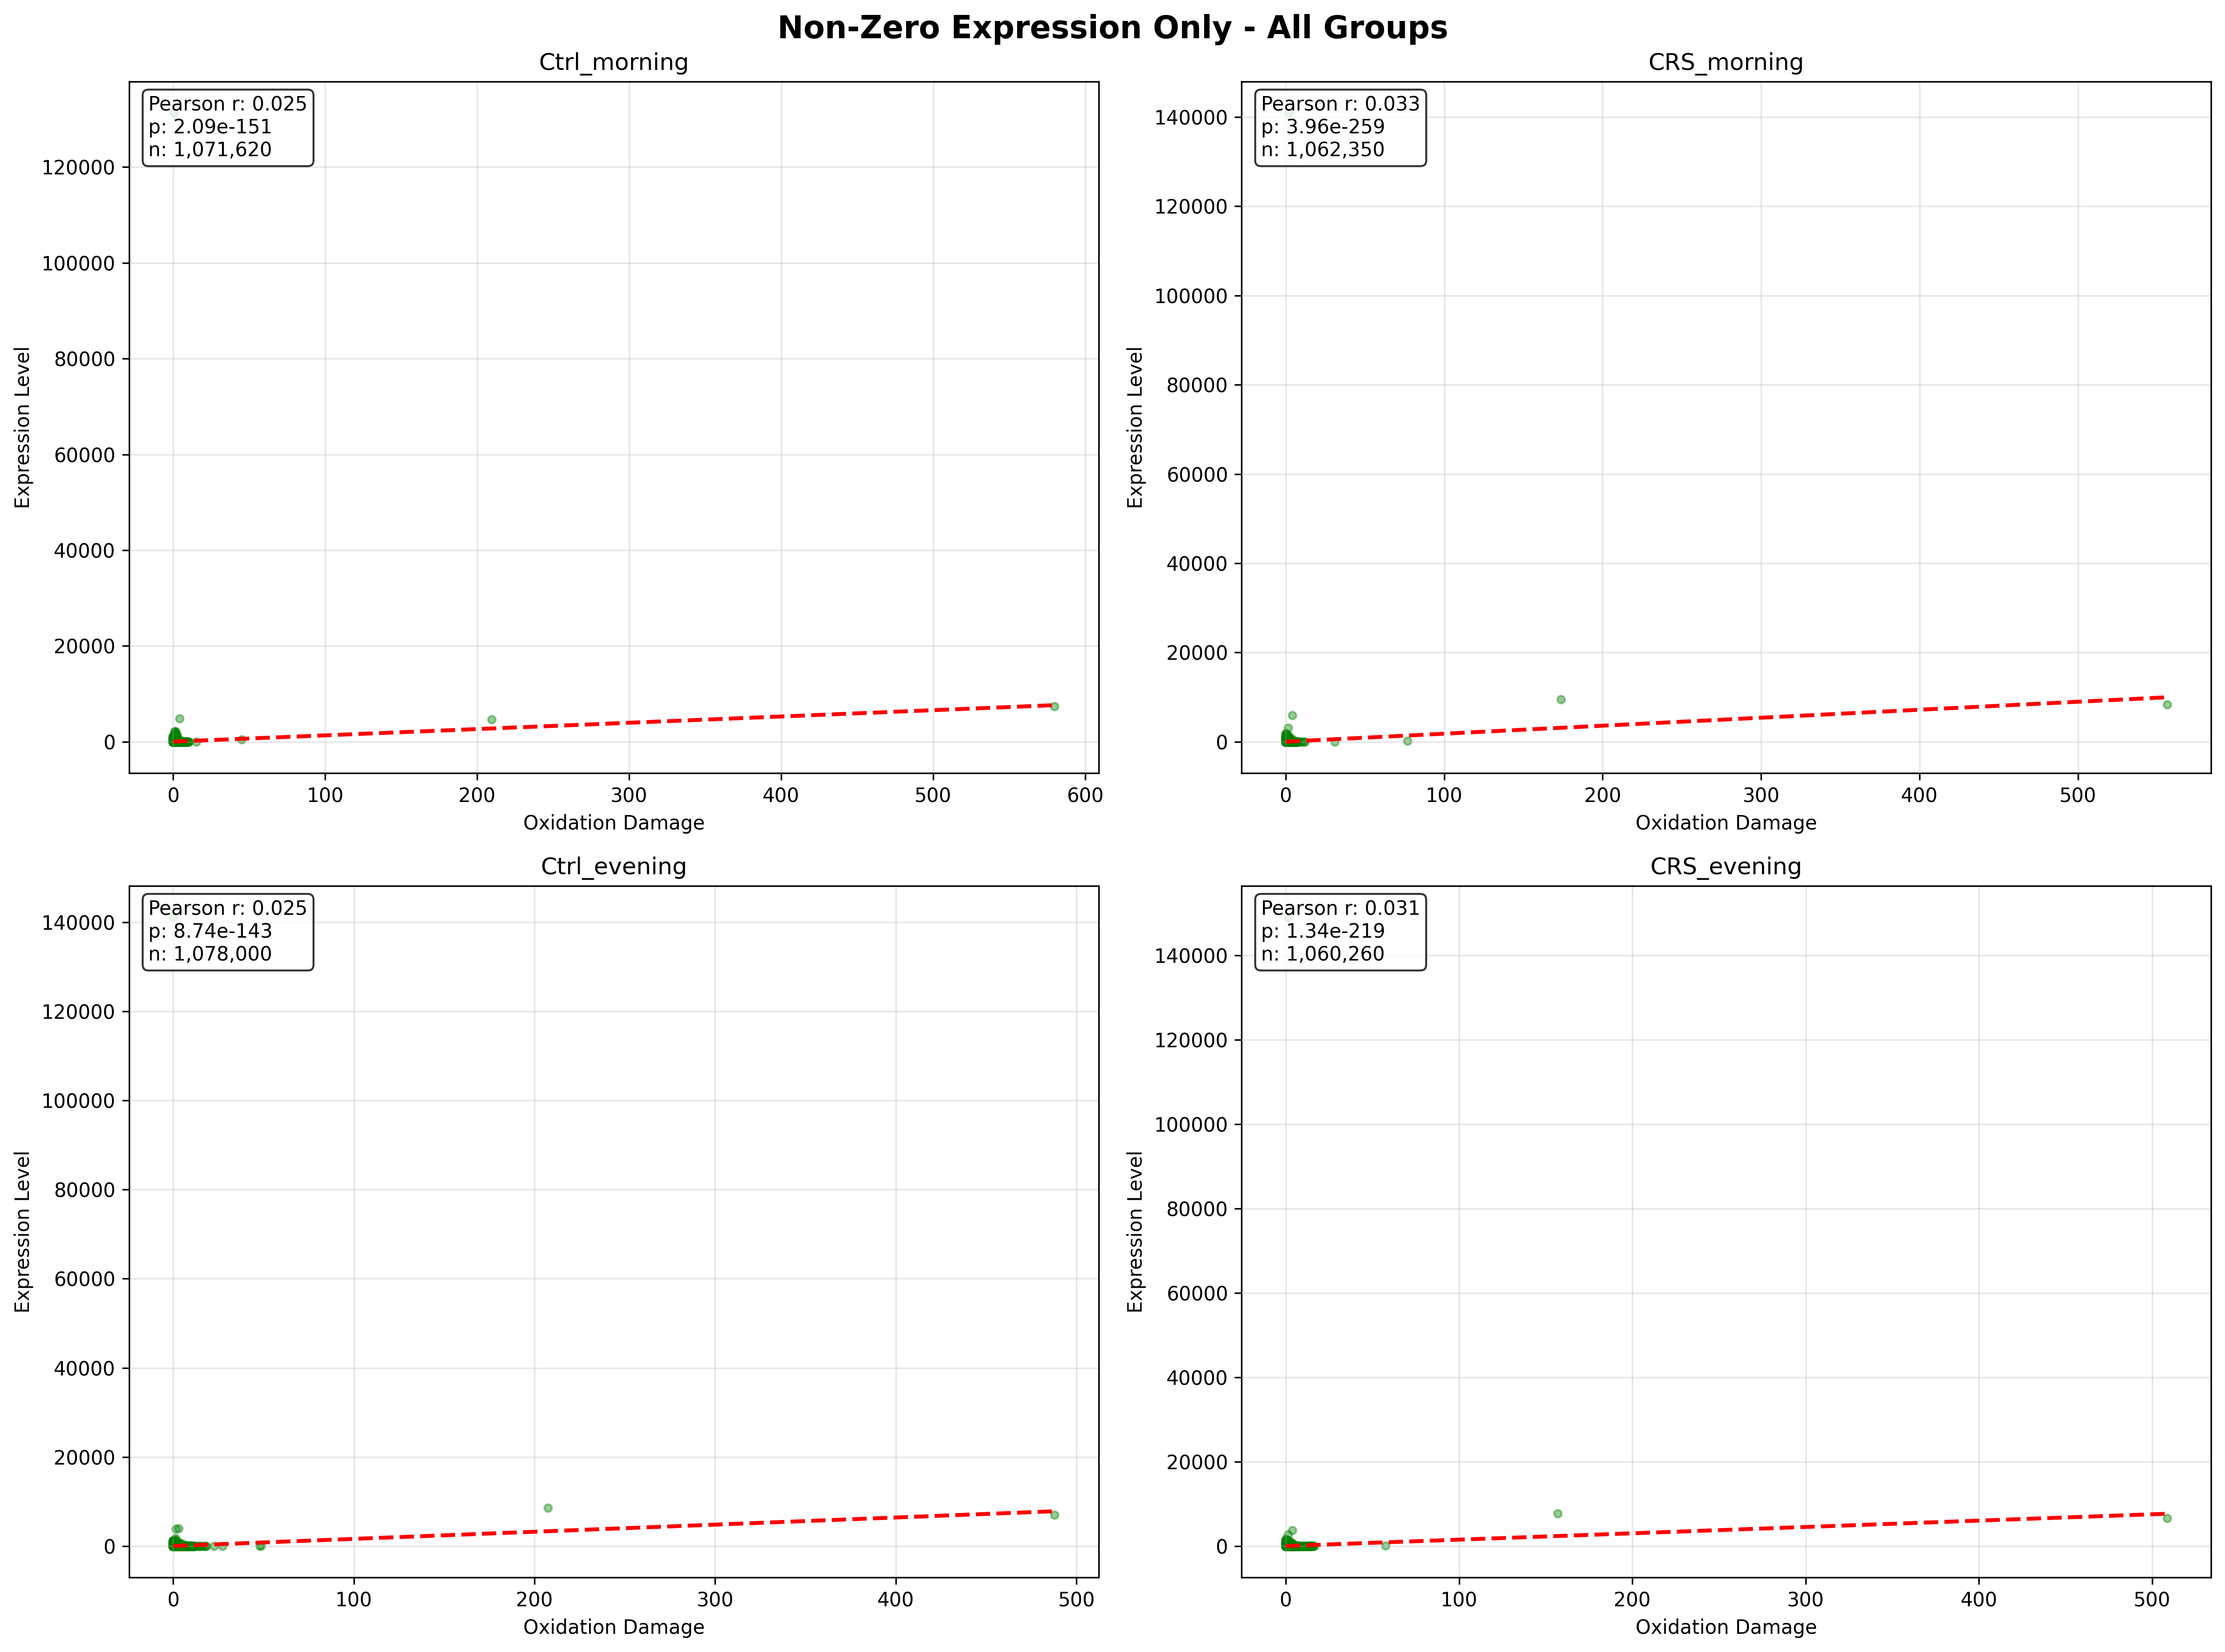 Non-Zero Expression Only - All Groups
Ctrl_morning
Pearson r: 0.025
p: 2.09e-151
n: 1,071,620
120000
100000
80000
60000
40000
20000
0
Expression Level
0 100 200 300 400 500 600
Oxidation Damage
CRS_morning
Pearson r: 0.033
p: 3.96e-259
n: 1,062,350
140000
120000
100000
80000
60000
40000
20000
0
Expression Level
0 100 200 300 400 500
Oxidation Damage
Ctrl_evening
Pearson r: 0.025
p: 8.74e-143
n: 1,078,000
140000
120000
100000
80000
60000
40000
20000
0
Expression Level
0 100 200 300 400 500
Oxidation Damage
CRS_evening
Pearson r: 0.031
p: 1.34e-219
n: 1,060,260
140000
120000
100000
80000
60000
40000
20000
0
Expression Level
0 100 200 300 400 500
Oxidation Damage